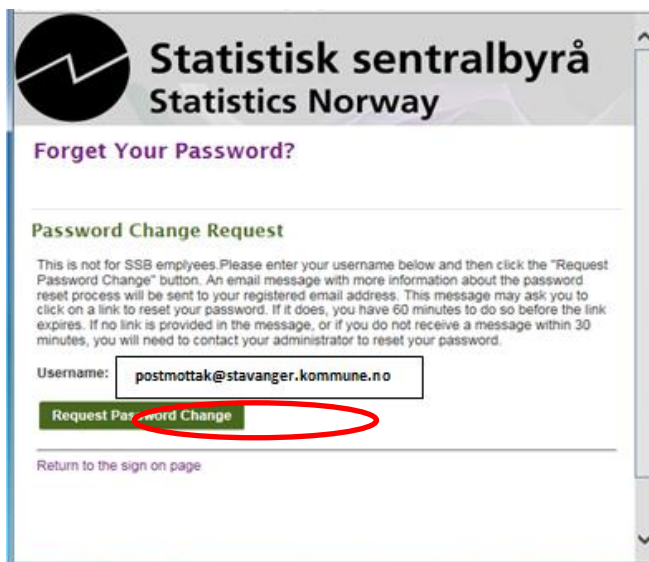 Statistisk sentralbyrå
Statistics Norway
Forget Your Password?
Password Change Request
This is not for SSB emplyees.Please enter your username below and then click the "Request
Password Change" button. An email message with more information about the password
reset process will be sent to your registered email address. This message may ask you to
click on a link to reset your password. If it does, you have 60 minutes to do so before the link
expires. If no link is provided in the message, or if you do not receive a message within 30
minutes, you will need to contact your administrator to reset your password.
Username: postmottak@stavanger.kommune.no
Request Password Change
Return to the sign on page